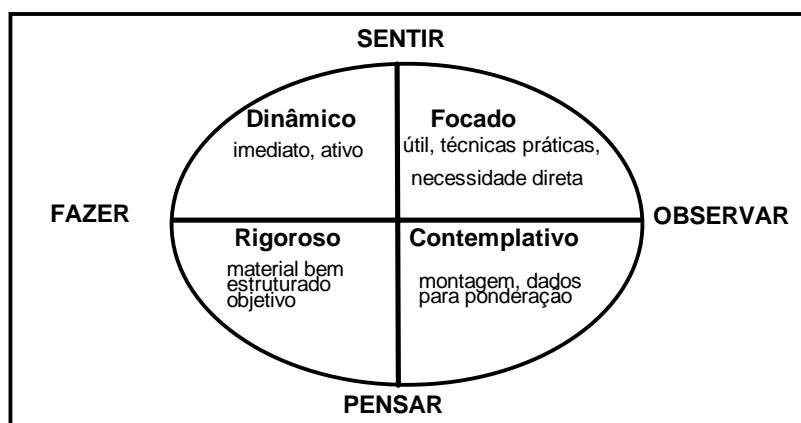 SENTIR
Dinâmico
imediato, ativo
Focado
útil, técnicas práticas,
necessidade direta
FAZER
OBSERVAR
Rigoroso
material bem
estruturado
objetivo
Contemplativo
montagem, dados
para ponderação
PENSAR